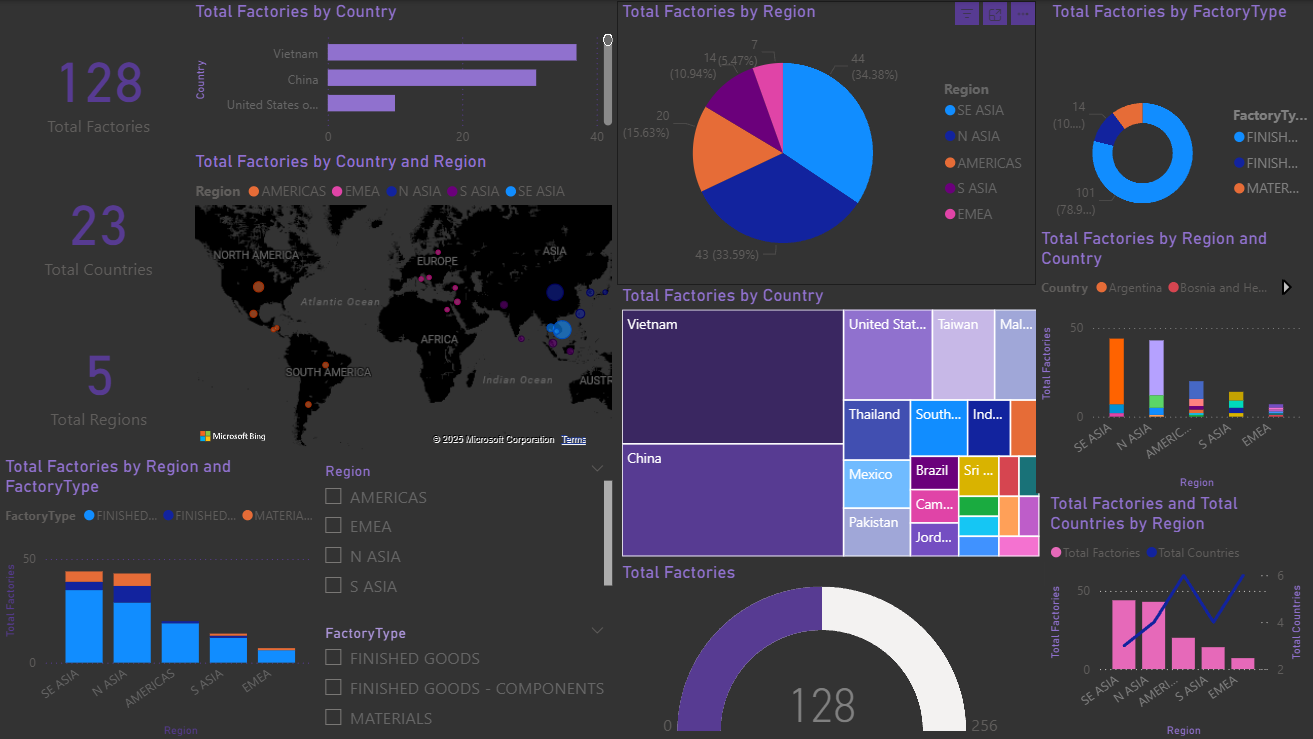 128
Total Factories
23
Total Countries
5
Total Regions
Total Factories by Country
Country
Vietnam
China
United States o...
0 20 40
Total Factories by Country and Region
Region AMERICAS EMEA N ASIA S ASIA SE ASIA
NORTH AMERICA
EUROPE
ASIA
Atlantic Ocean
AFRICA
SOUTH AMERICA
Indian Ocean
AUSTR
Microsoft Bing
© 2025 Microsoft Corporation Terms
Total Factories by Region
44
(34.38%)
43 (33.59%)
20
(15.63%)
14
(10.94%)
7
(5.47%)
Region
SE ASIA
N ASIA
AMERICAS
S ASIA
EMEA
Total Factories by FactoryType
14
(10....)
101
(78.9...)
FactoryTy...
FINISH...
FINISH...
MATER...
Total Factories by Region and
Country
Country Argentina Bosnia and He...
Total Factories
50
0
SE ASIA
N ASIA
AMERIC...
S ASIA
EMEA
Region
Total Factories by Country
Vietnam
China
United Stat...
Taiwan
Mal...
Thailand
South...
Ind...
Mexico
Brazil
Sri ...
Pakistan
Cam...
Jord...
Total Factories by Region and
FactoryType
FactoryType FINISHED... FINISHED... MATERIA...
Total Factories
50
0
SE ASIA
N ASIA
AMERICAS
S ASIA
EMEA
Region
Region
AMERICAS
EMEA
N ASIA
S ASIA
FactoryType
FINISHED GOODS
FINISHED GOODS - COMPONENTS
MATERIALS
Total Factories
128
0
256
Total Factories and Total
Countries by Region
Total Factories Total Countries
Total Factories
50
0
6
4
2
Total Countries
SE ASIA
N ASIA
AMERI...
S ASIA
EMEA
Region